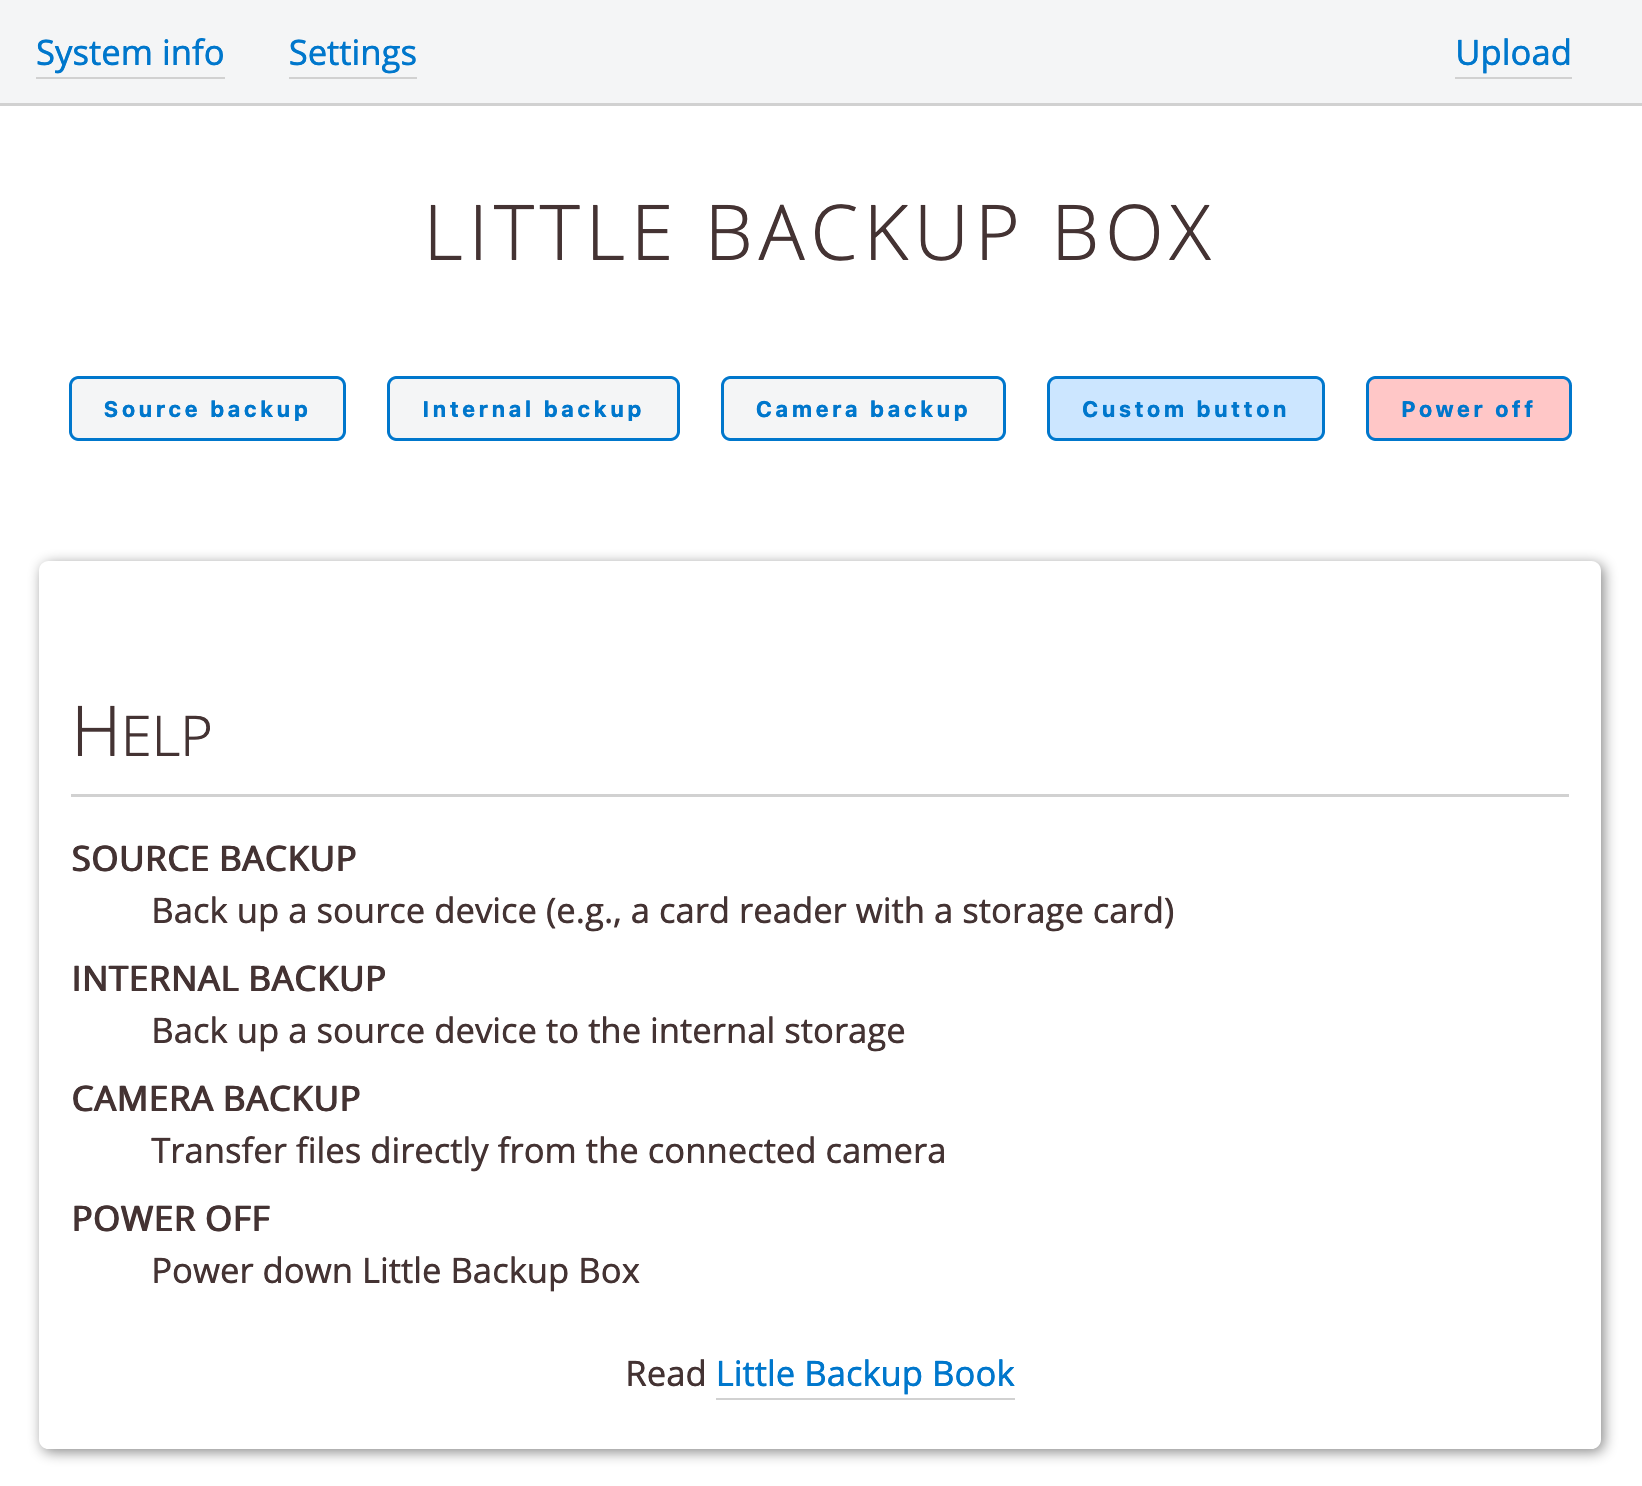 System info Settings Upload
LITTLE BACKUP BOX
Source backup Internal backup Camera backup Custom button Power off
HELP
SOURCE BACKUP
Back up a source device (e.g., a card reader with a storage card)
INTERNAL BACKUP
Back up a source device to the internal storage
CAMERA BACKUP
Transfer files directly from the connected camera
POWER OFF
Power down Little Backup Box
Read Little Backup Book